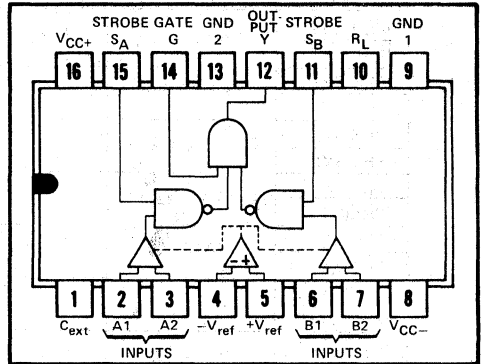 STROBE GATE GND OUT- STROBE GND
PUT
VCC+ SA G 2 Y SB RL 1
16 15 14 13 12 11 10 9
- +
1 2 3 4 5 6 7 8
Cext A1 A2 -Vref +Vref B1 B2 VCC-
INPUTS INPUTS